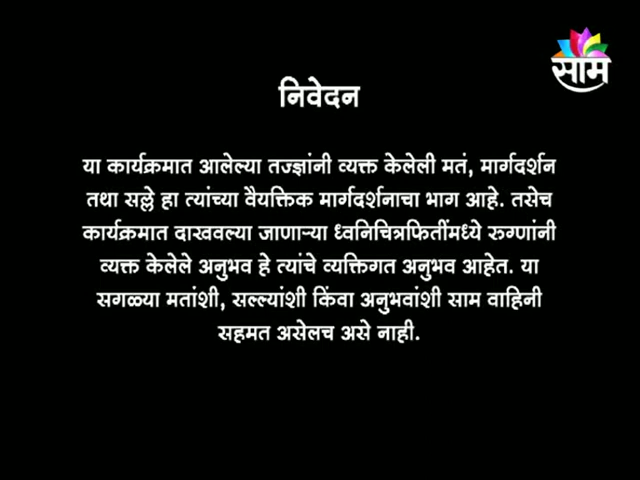 साम
निवेदन
या कार्यक्रमात आलेल्या तज्ज्ञांनी व्यक्त केलेली मतं, मार्गदर्शन
तथा सल्ले हा त्यांच्या वैयक्तिक मार्गदर्शनाचा भाग आहे. तसेच
कार्यक्रमात दाखवल्या जाणाऱ्या ध्वनिचित्रफितींमध्ये रुग्णांनी
व्यक्त केलेले अनुभव हे त्यांचे व्यक्तिगत अनुभव आहेत. या
सगळ्या मतांशी, सल्ल्यांशी किंवा अनुभवांशी साम वाहिनी
सहमत असेलच असे नाही.